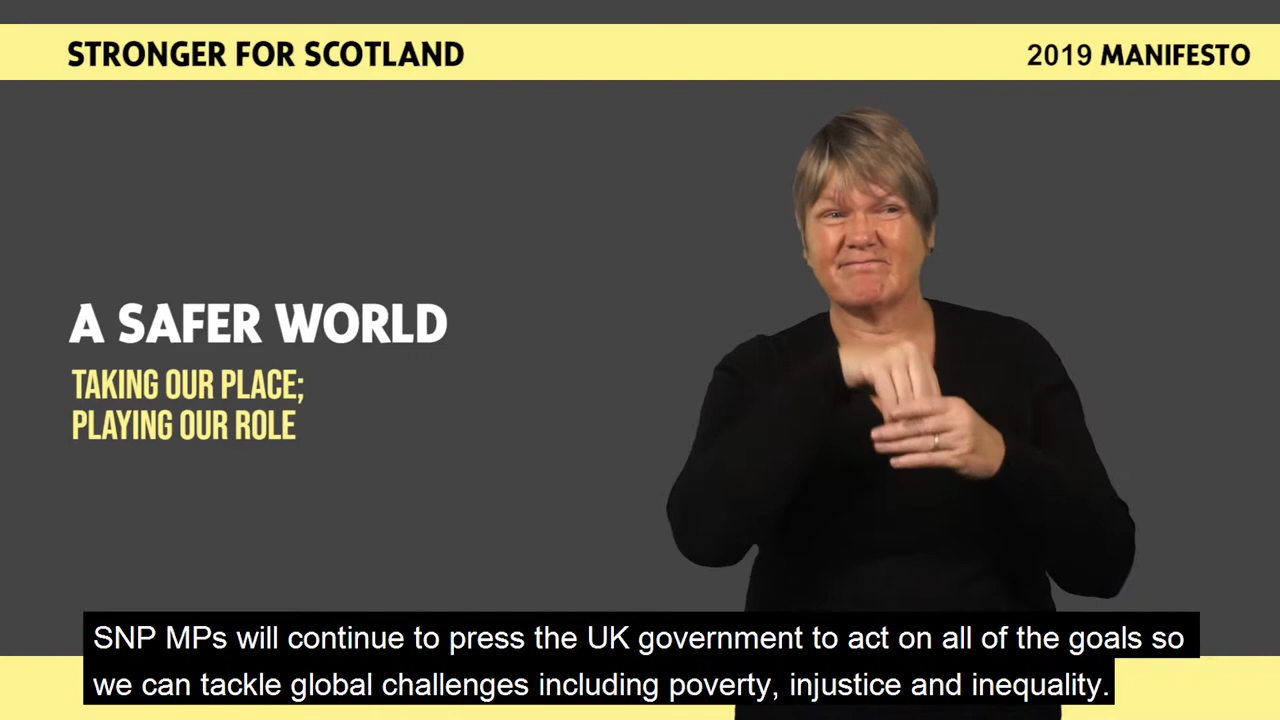 STRONGER FOR SCOTLAND
2019 MANIFESTO
A SAFER WORLD
TAKING OUR PLACE;
PLAYING OUR ROLE
SNP MPs will continue to press the UK government to act on all of the goals so
we can tackle global challenges including poverty, injustice and inequality.